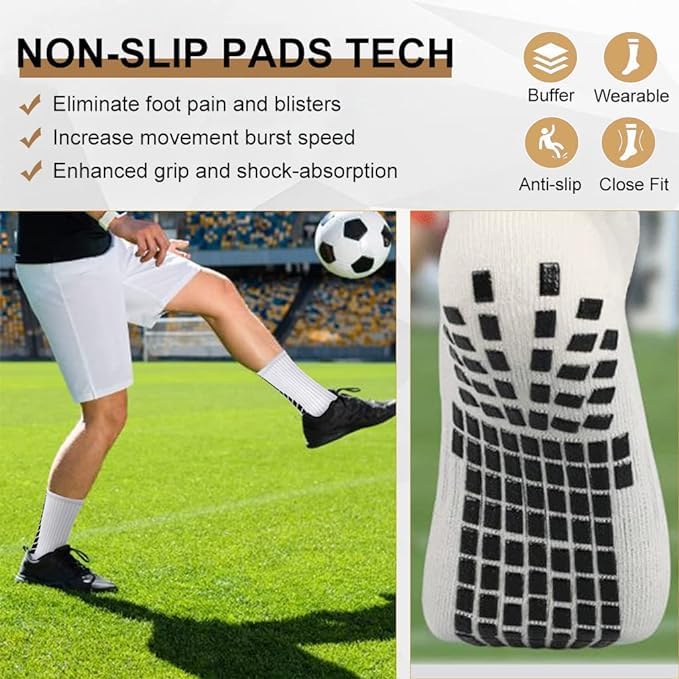 NON-SLIP PADS TECH
Eliminate foot pain and blisters
Increase movement burst speed
Enhanced grip and shock-absorption
Buffer
Wearable
Anti-slip
Close Fit